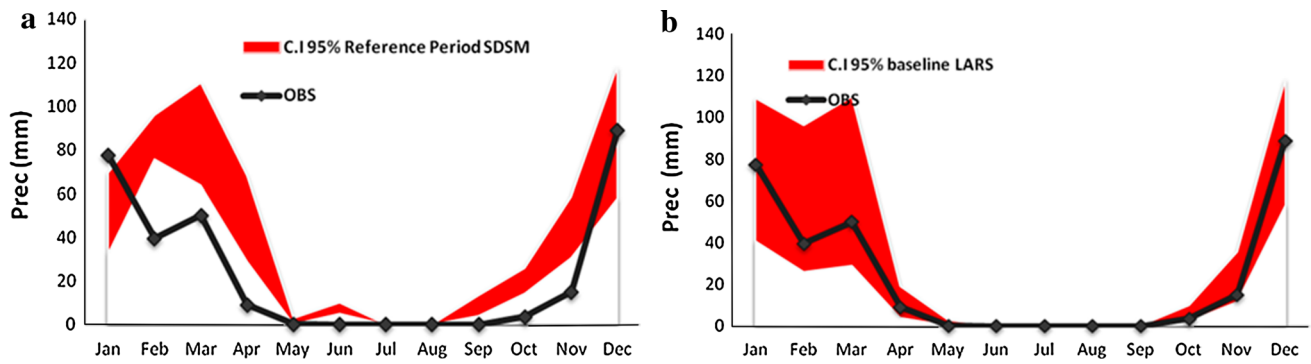 a
140
120
100
80
60
40
20
0
Prec (mm)
C.I 95% Reference Period SDSM
OBS
Jan Feb Mar Apr May Jun Jul Aug Sep Oct Nov Dec
b
140
120
100
80
60
40
20
0
Prec (mm)
C.I 95% baseline LARS
OBS
Jan Feb Mar Apr May Jun Jul Aug Sep Oct Nov Dec